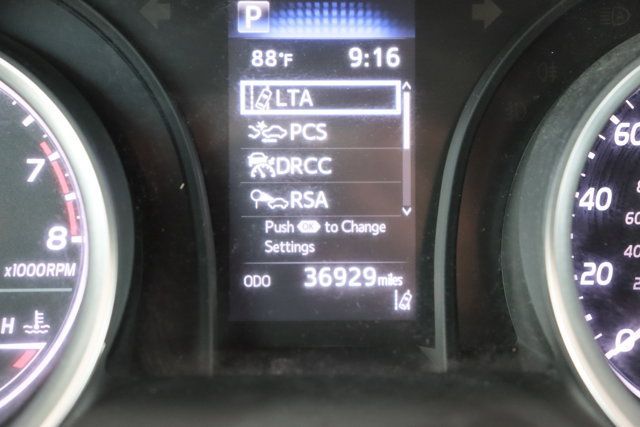 P
88°F 9:16
LTA
PCS
DRCC
RSA
Push OK to Change
Settings
ODO 36929 miles
7
8
x1000RPM
H
60
40
20
0